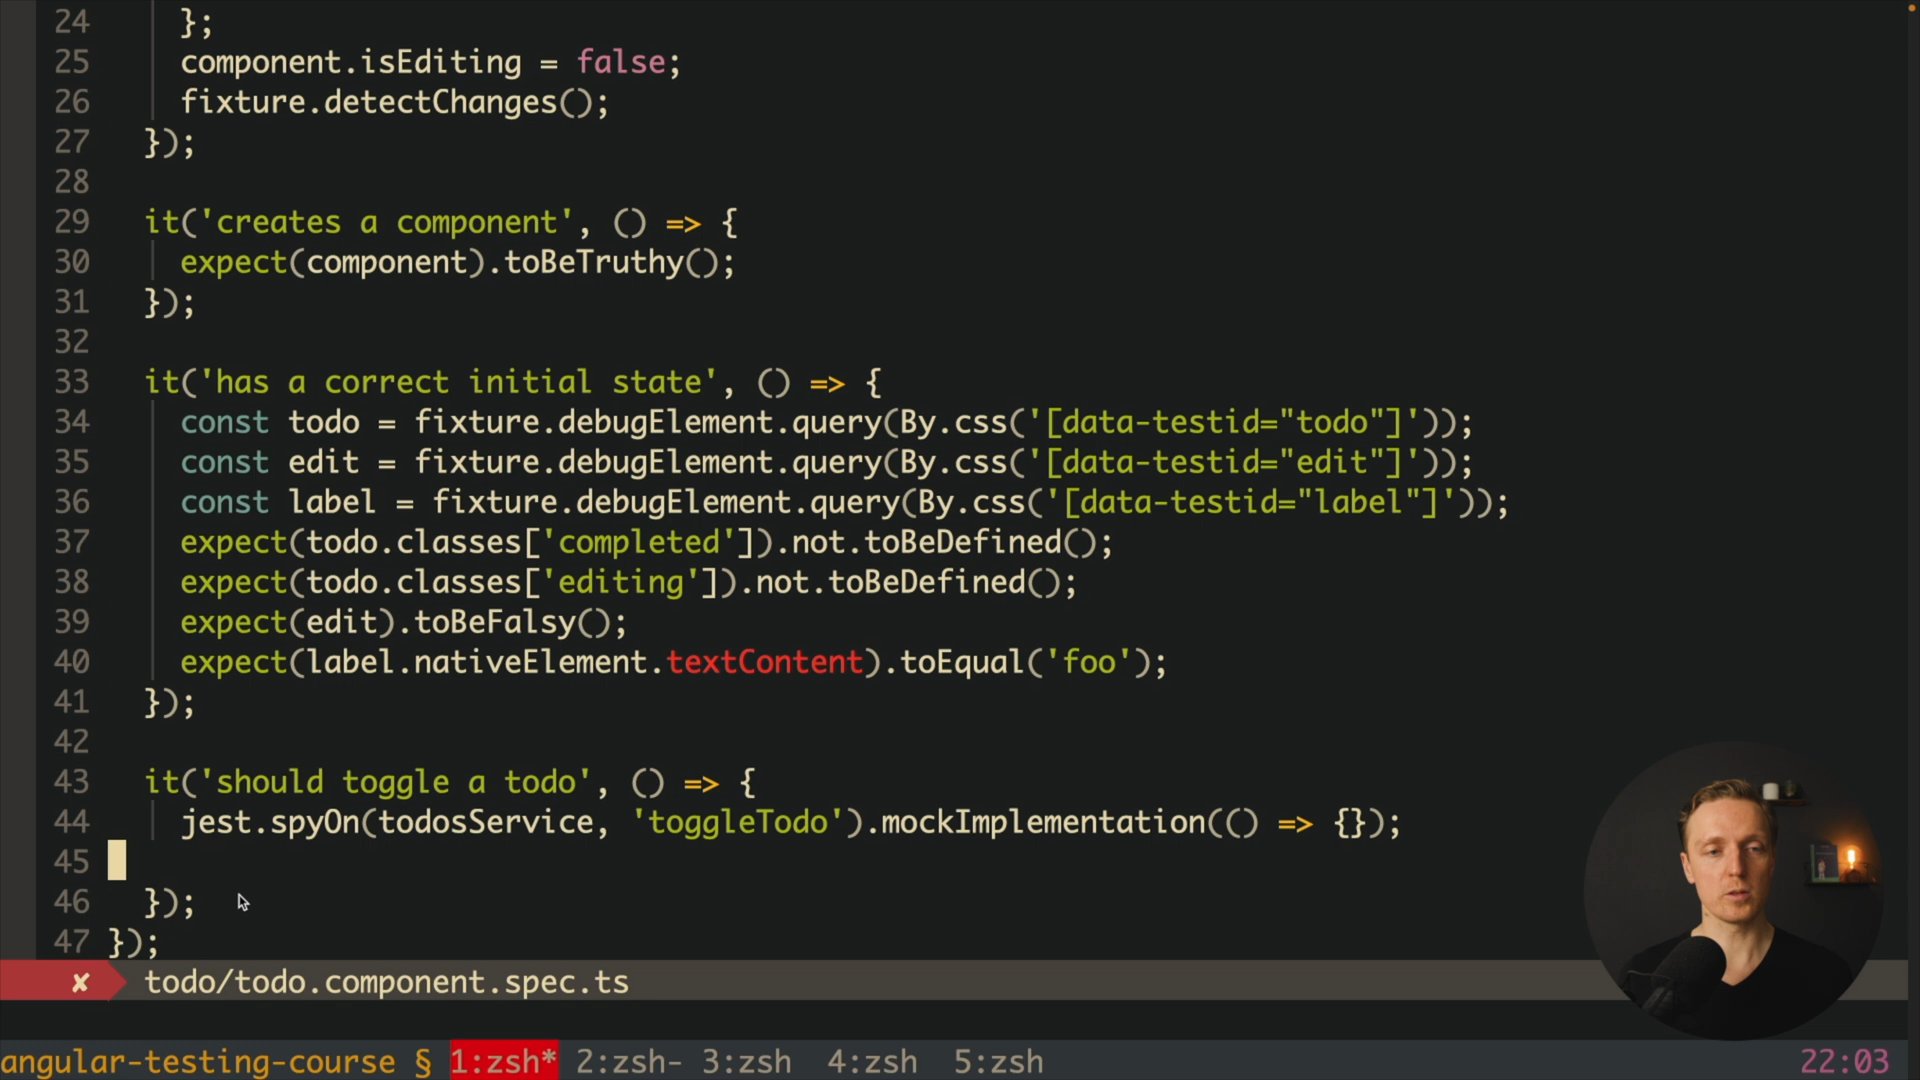 24 };
25 component.isEditing = false;
26 fixture.detectChanges();
27 });
28
29 it('creates a component', () => {
30 expect(component).toBeTruthy();
31 });
32
33 it('has a correct initial state', () => {
34 const todo = fixture.debugElement.query(By.css('[data-testid="todo"]'));
35 const edit = fixture.debugElement.query(By.css('[data-testid="edit"]'));
36 const label = fixture.debugElement.query(By.css('[data-testid="label"]'));
37 expect(todo.classes['completed']).not.toBeDefined();
38 expect(todo.classes['editing']).not.toBeDefined();
39 expect(edit).toBeFalsy();
40 expect(label.nativeElement.textContent).toEqual('foo');
41 });
42
43 it('should toggle a todo', () => {
44 jest.spyOn(todosService, 'toggleTodo').mockImplementation(() => {});
45
46 });
47 });
✘ todo/todo.component.spec.ts
angular-testing-course § 1:zsh* 2:zsh- 3:zsh 4:zsh 5:zsh 22:03